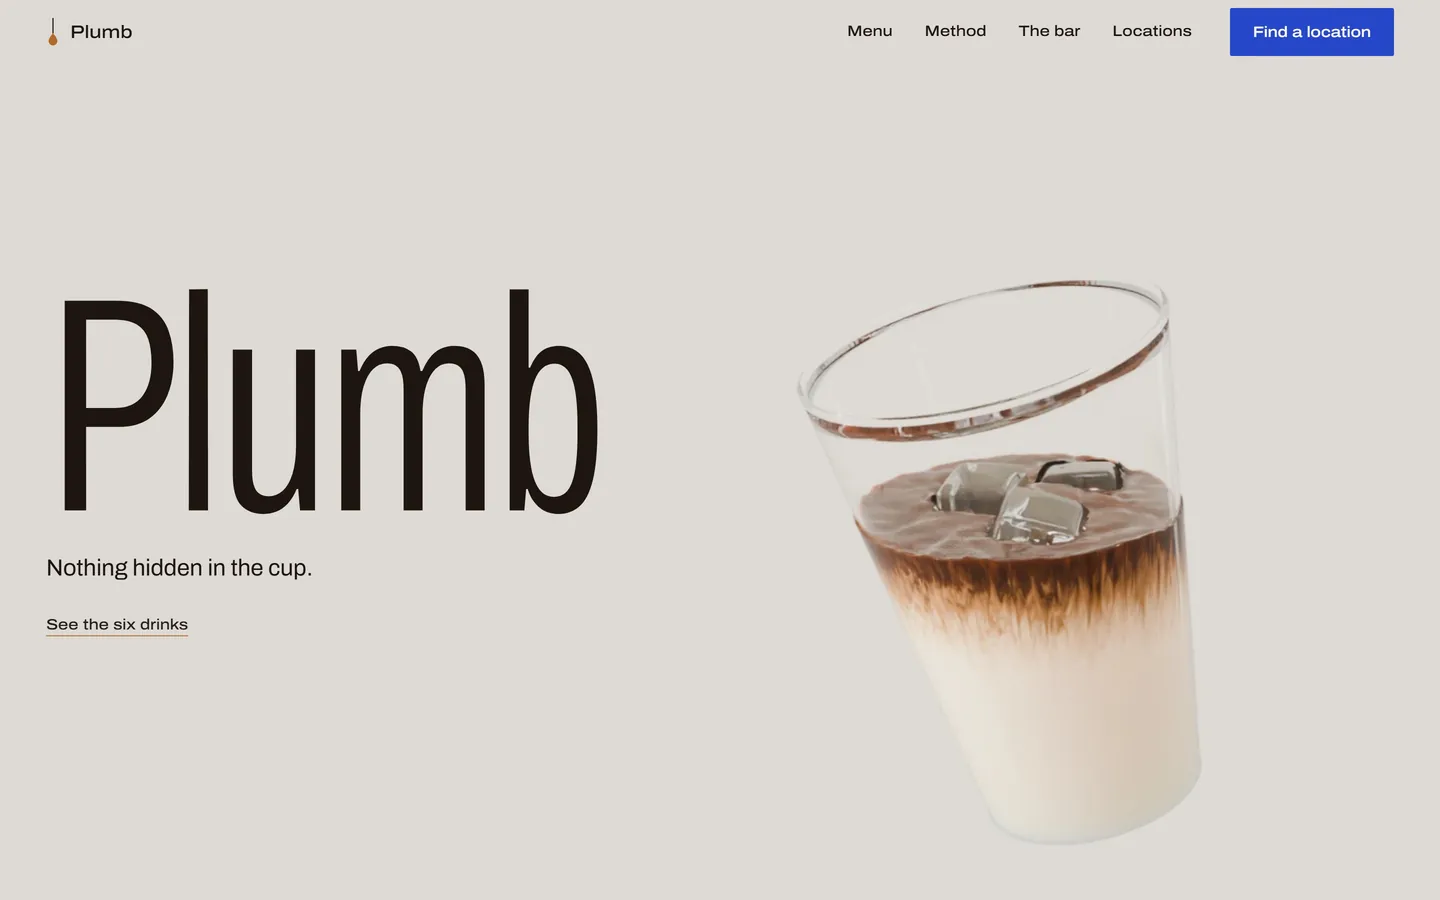 Plumb
Menu
Method
The bar
Locations
Find a location
Plumb
Nothing hidden in the cup.
See the six drinks